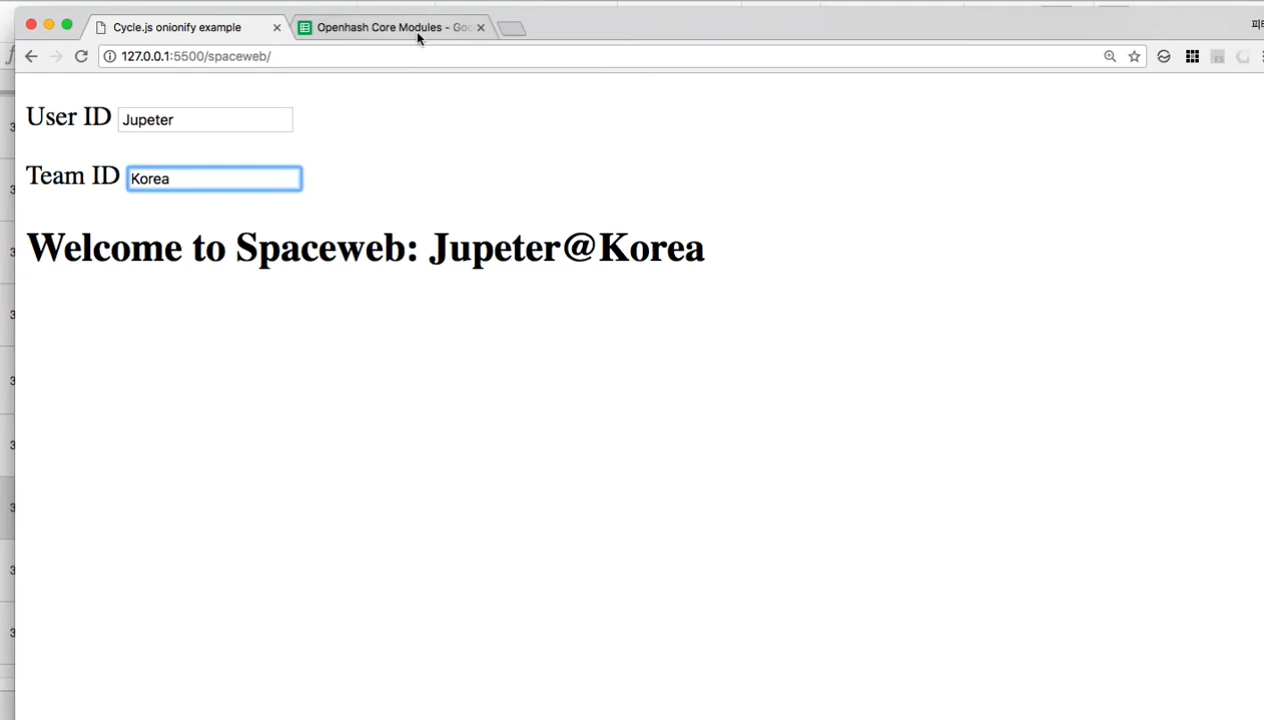 Cycle.js onionify example
Openhash Core Modules - Goo
127.0.0.1:5500/spaceweb/
User ID Jupeter
Team ID Korea
Welcome to Spaceweb: Jupeter@Korea